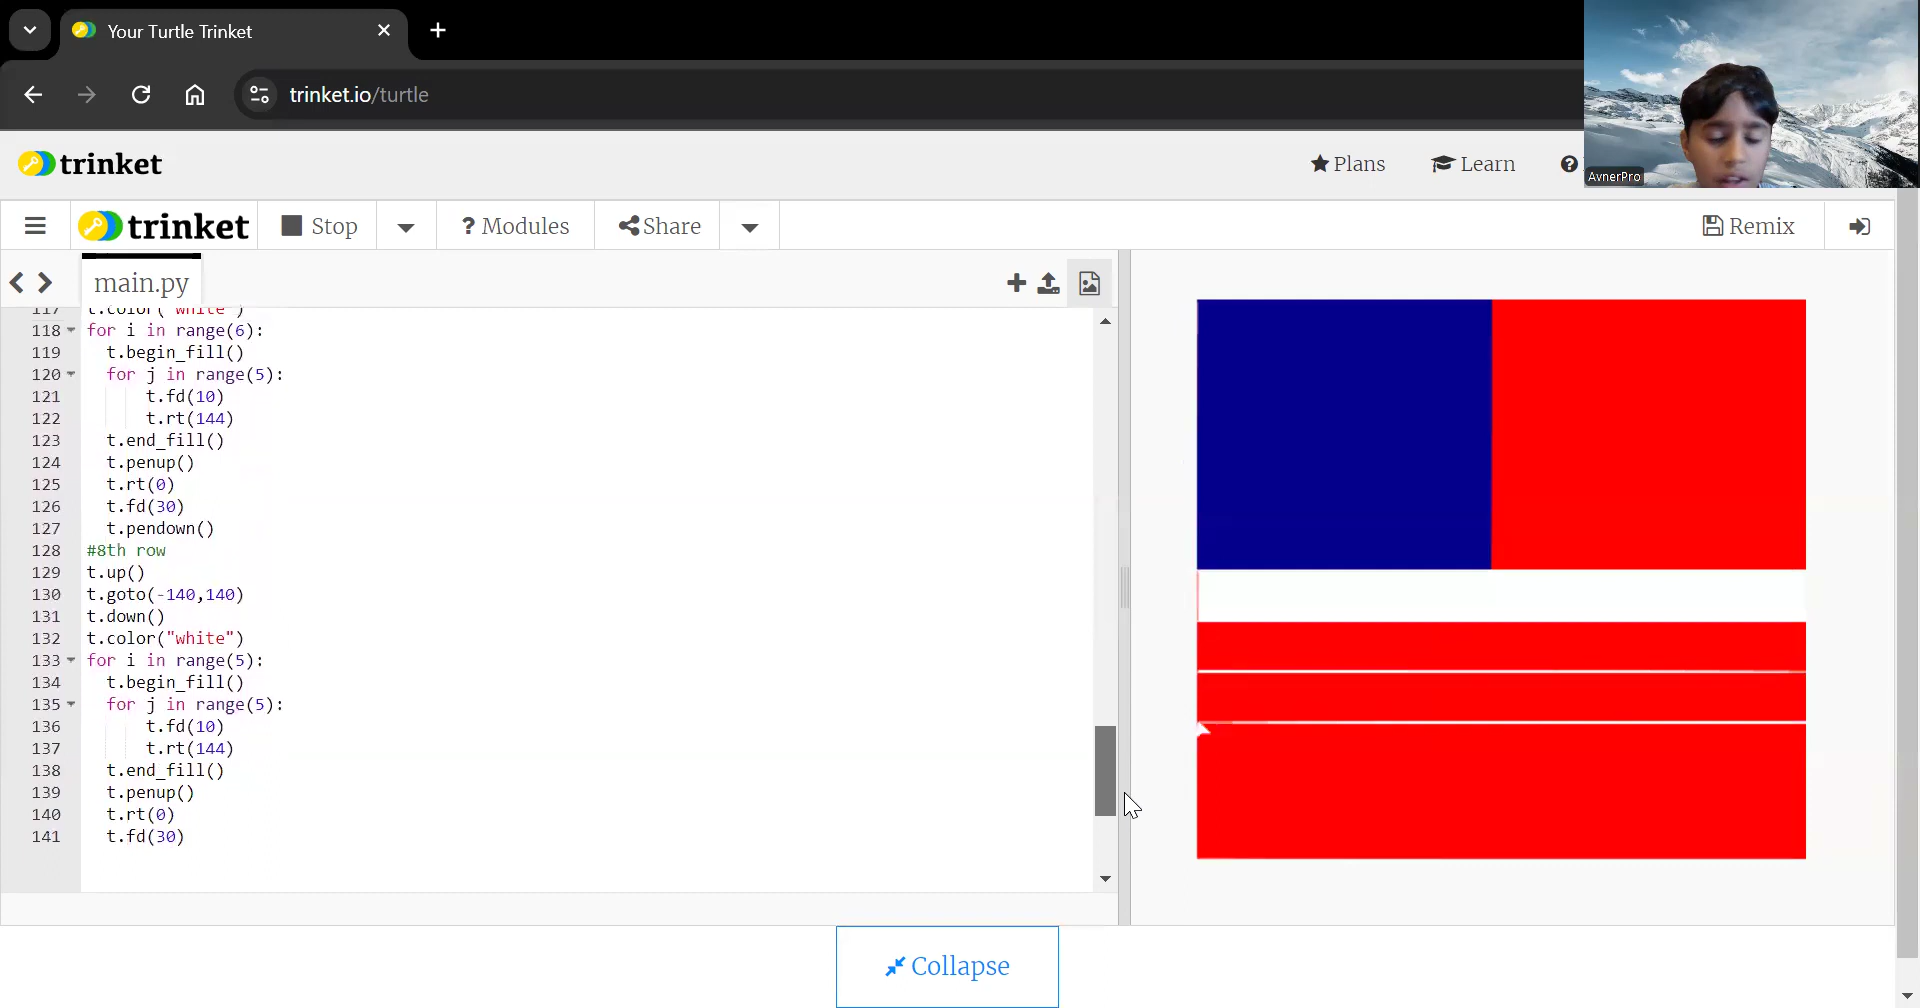 Your Turtle Trinket
trinket.io/turtle
AvnerPro
trinket
Plans
Learn
trinket
Stop
? Modules
Share
Remix
main.py
117 t.color("white")
118 for i in range(6):
119 t.begin_fill()
120 for j in range(5):
121 t.fd(10)
122 t.rt(144)
123 t.end_fill()
124 t.penup()
125 t.rt(0)
126 t.fd(30)
127 t.pendown()
128 #8th row
129 t.up()
130 t.goto(-140,140)
131 t.down()
132 t.color("white")
133 for i in range(5):
134 t.begin_fill()
135 for j in range(5):
136 t.fd(10)
137 t.rt(144)
138 t.end_fill()
139 t.penup()
140 t.rt(0)
141 t.fd(30)
Collapse